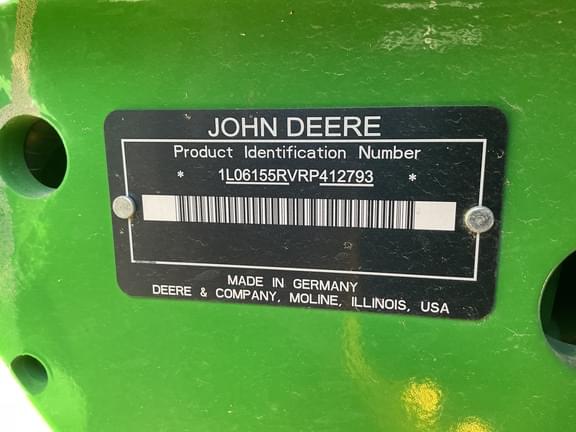 JOHN DEERE
Product Identification Number
* 1L06155RVRP412793 *
MADE IN GERMANY
DEERE & COMPANY, MOLINE, ILLINOIS, USA